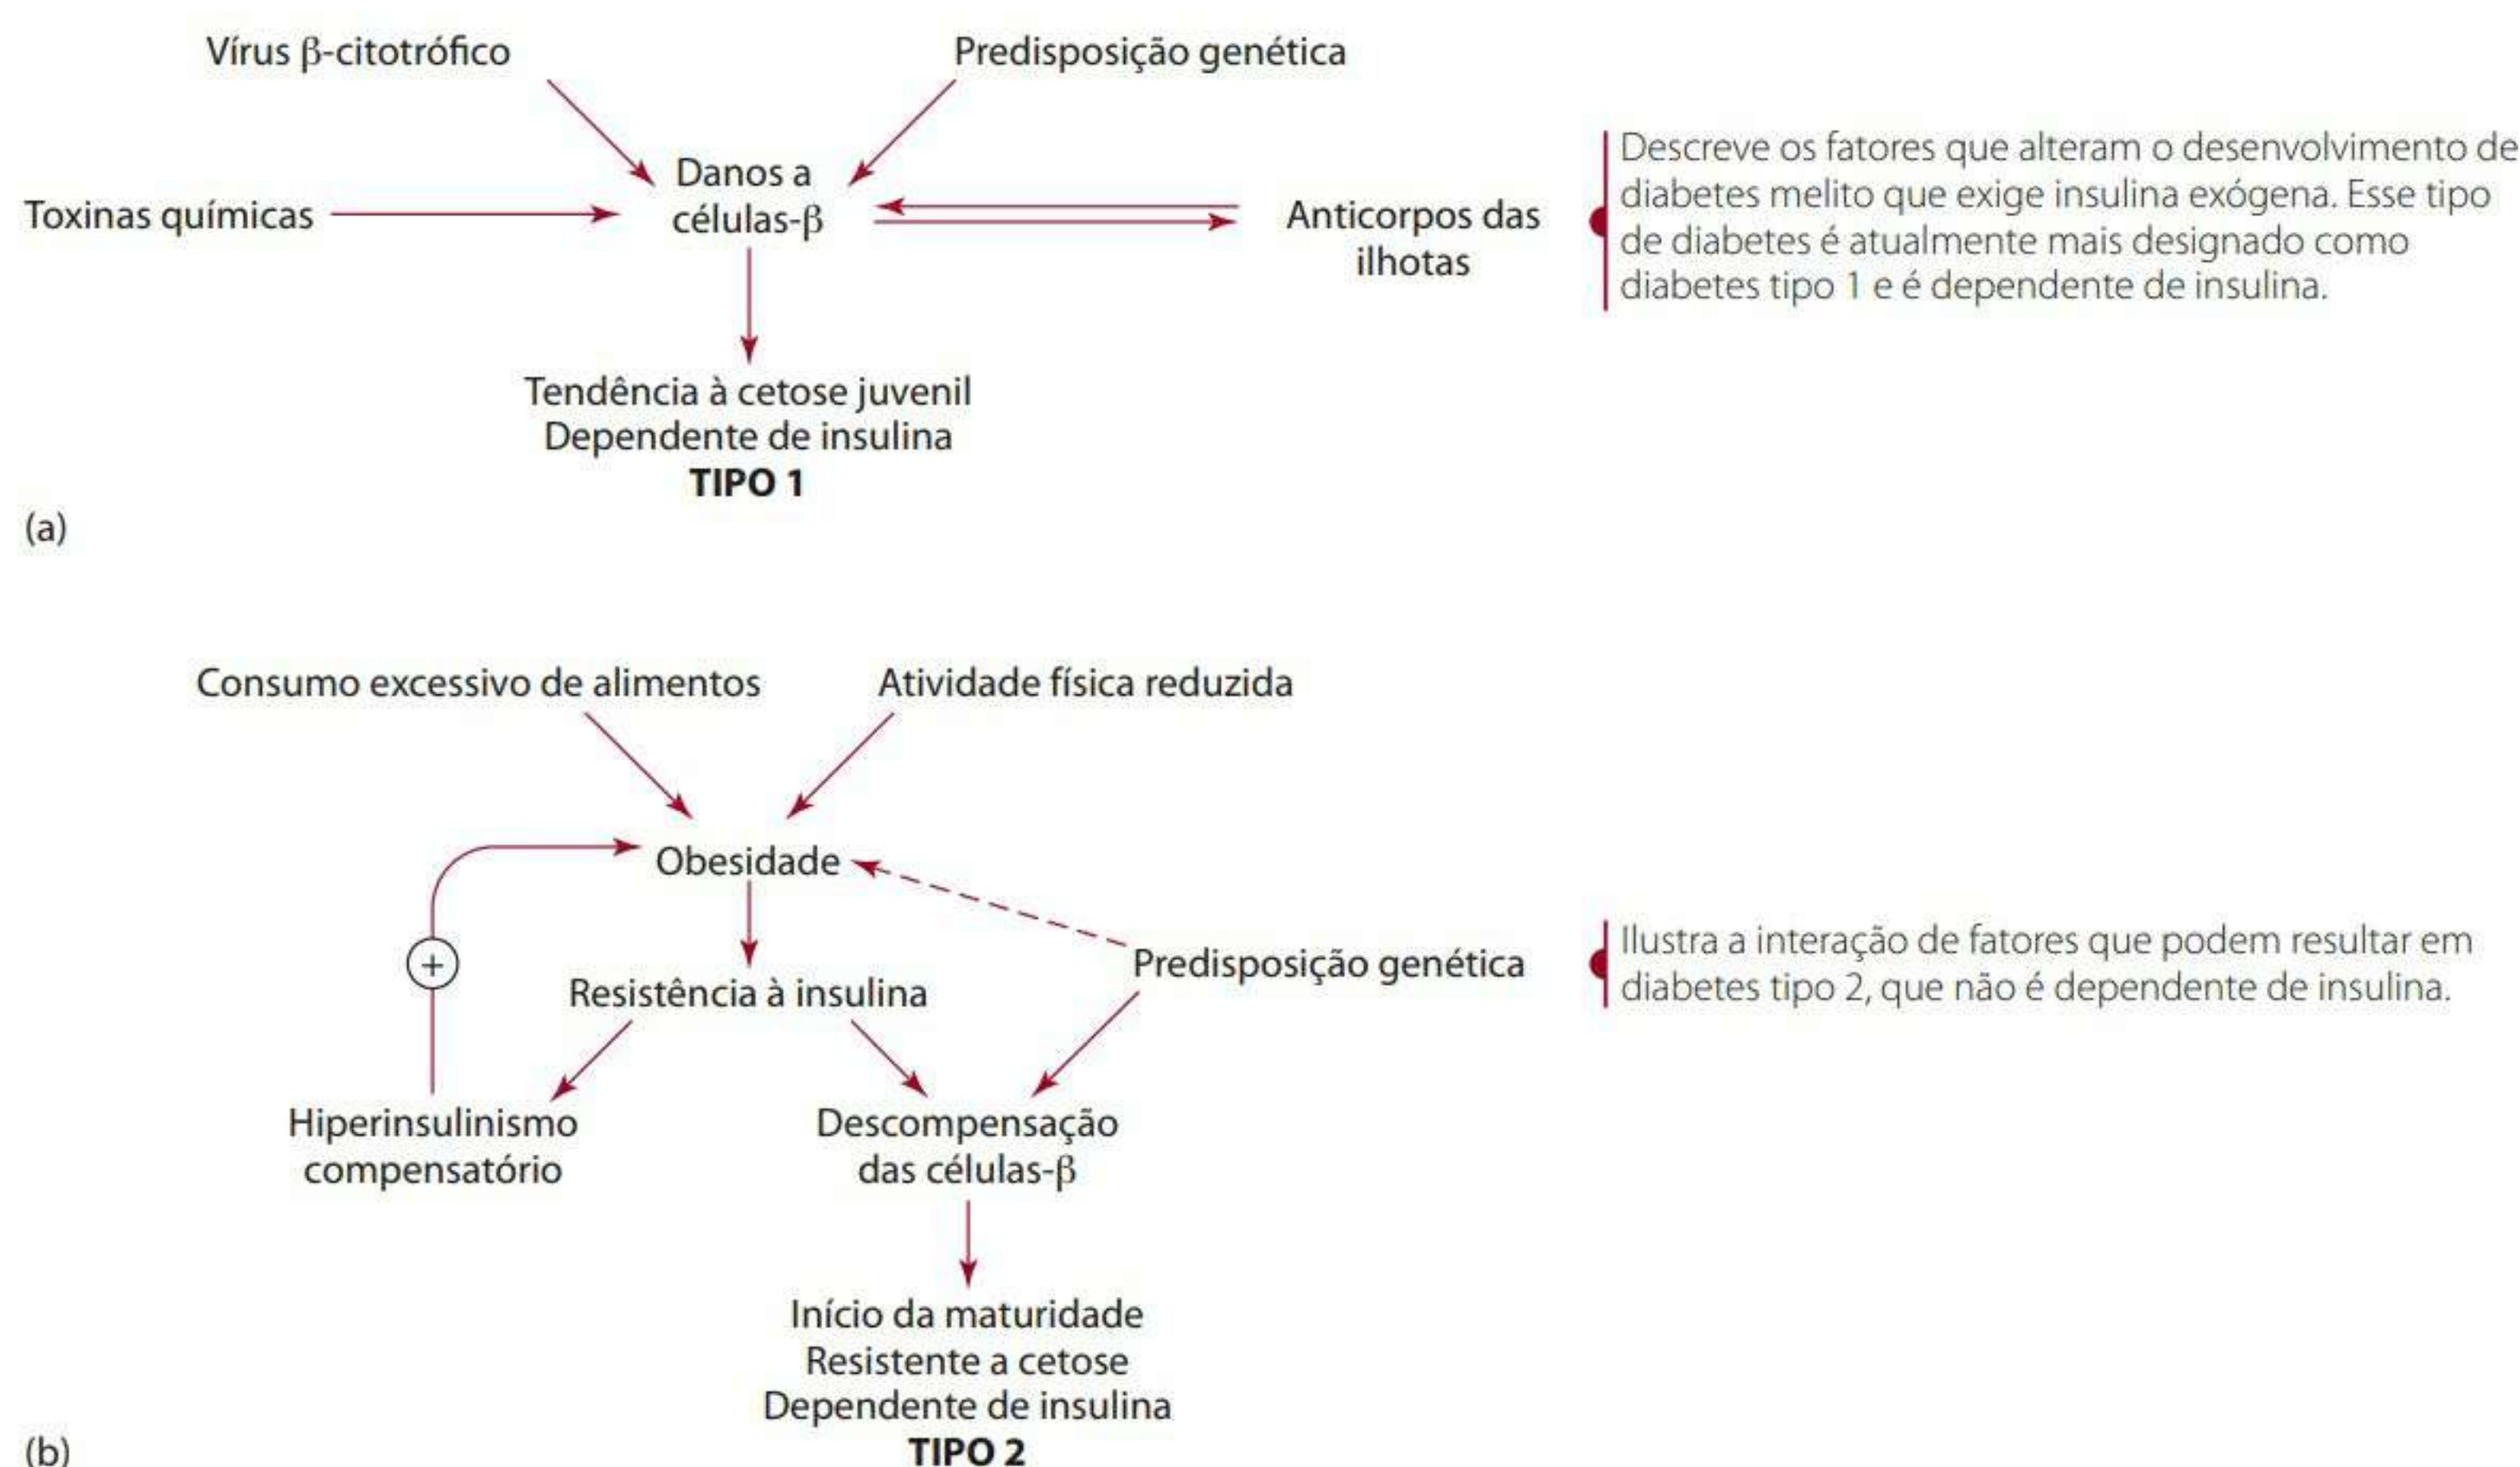 Vírus β-citotrófico
Predisposição genética
Toxinas químicas
Danos a
células-β
Anticorpos das
ilhotas
Descreve os fatores que alteram o desenvolvimento de
diabetes melito que exige insulina exógena. Esse tipo
de diabetes é atualmente mais designado como
diabetes tipo 1 e é dependente de insulina.
Tendência à cetose juvenil
Dependente de insulina
TIPO 1
(a)
Consumo excessivo de alimentos
Atividade física reduzida
Obesidade
+
Resistência à insulina
Predisposição genética
Ilustra a interação de fatores que podem resultar em
diabetes tipo 2, que não é dependente de insulina.
Hiperinsulinismo
compensatório
Descompensação
das células-β
Início da maturidade
Resistente a cetose
Dependente de insulina
TIPO 2
(b)